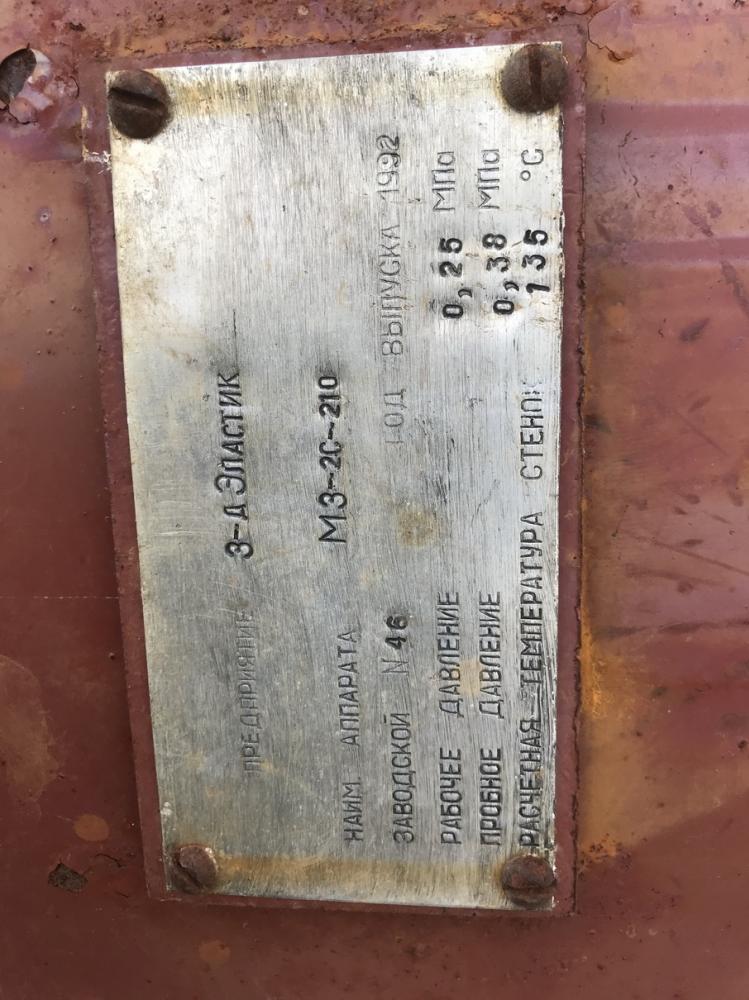 ПРЕДПРИЯТИЕ З-Д ЭЛАСТИК
НАИМ. АППАРАТА МЗ-2С-210
ЗАВОДСКОЙ N 46 ГОД ВЫПУСКА 1992
РАБОЧЕЕ ДАВЛЕНИЕ 0,25 МПа
ПРОБНОЕ ДАВЛЕНИЕ 0,38 МПа
РАСЧЕТНАЯ ТЕМПЕРАТУРА СТЕНОК 135 °С